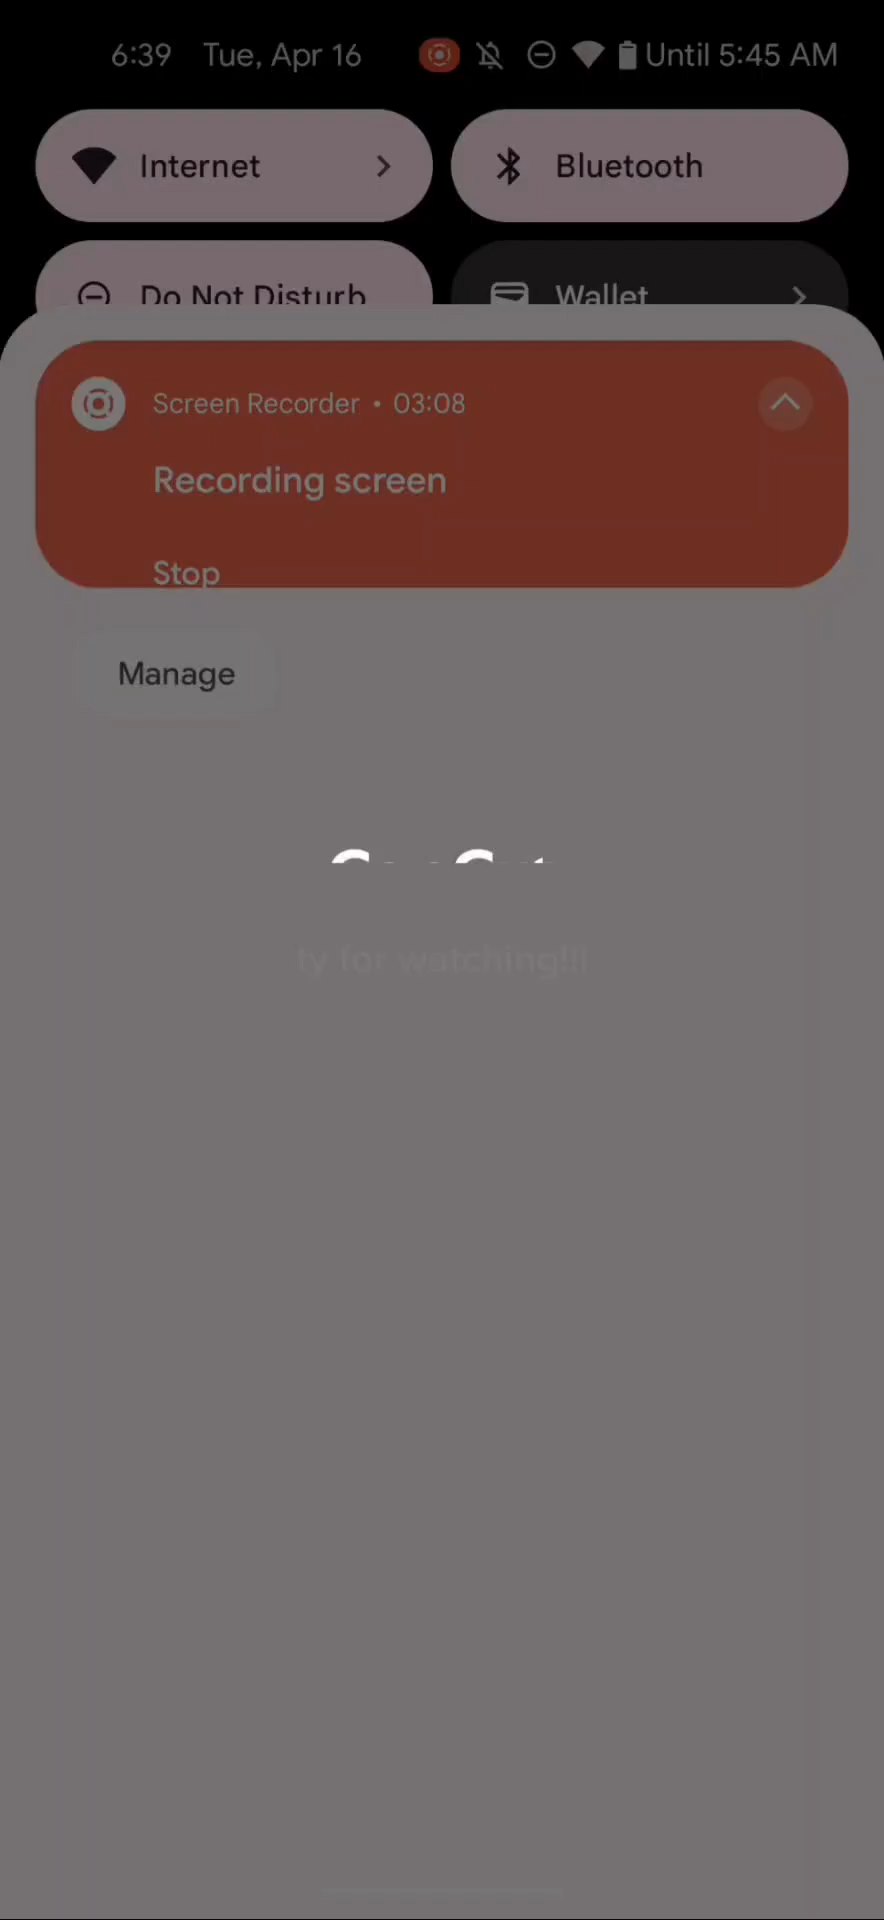 6:39 Tue, Apr 16 Until 5:45 AM
Internet Bluetooth
Do Not Disturb Wallet
Screen Recorder • 03:08
Recording screen
Stop
Manage
CapCut
ty for watching!!!